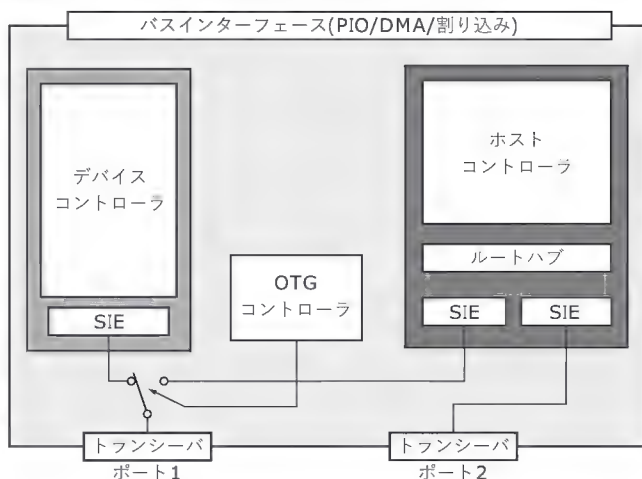 バスインターフェース(PIO/DMA/割り込み)
デバイス
コントローラ
SIE
OTG
コントローラ
ホスト
コントローラ
ルートハブ
SIE
SIE
トランシーバ
ポート1
トランシーバ
ポート2